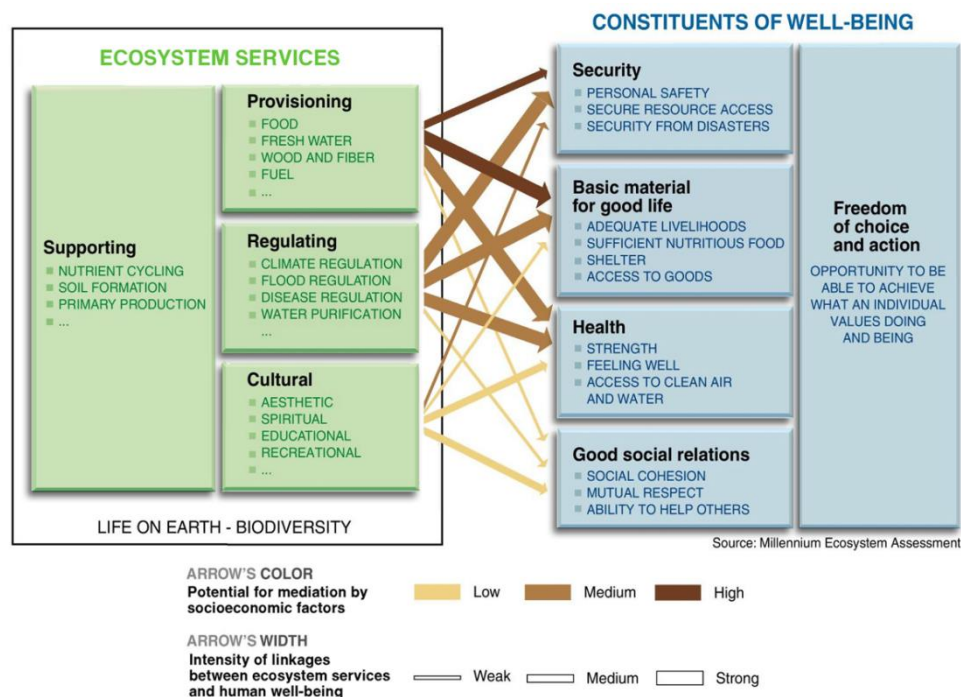 CONSTITUENTS OF WELL-BEING
ECOSYSTEM SERVICES
Supporting
NUTRIENT CYCLING
SOIL FORMATION
PRIMARY PRODUCTION
...
Provisioning
FOOD
FRESH WATER
WOOD AND FIBER
FUEL
...
Regulating
CLIMATE REGULATION
FLOOD REGULATION
DISEASE REGULATION
WATER PURIFICATION
...
Cultural
AESTHETIC
SPIRITUAL
EDUCATIONAL
RECREATIONAL
...
LIFE ON EARTH - BIODIVERSITY
Security
PERSONAL SAFETY
SECURE RESOURCE ACCESS
SECURITY FROM DISASTERS
Basic material
for good life
ADEQUATE LIVELIHOODS
SUFFICIENT NUTRITIOUS FOOD
SHELTER
ACCESS TO GOODS
Health
STRENGTH
FEELING WELL
ACCESS TO CLEAN AIR
AND WATER
Good social relations
SOCIAL COHESION
MUTUAL RESPECT
ABILITY TO HELP OTHERS
Freedom
of choice
and action
OPPORTUNITY TO BE
ABLE TO ACHIEVE
WHAT AN INDIVIDUAL
VALUES DOING
AND BEING
Source: Millennium Ecosystem Assessment
ARROW'S COLOR
Potential for mediation by
socioeconomic factors
Low
Medium
High
ARROW'S WIDTH
Intensity of linkages
between ecosystem services
and human well-being
Weak
Medium
Strong